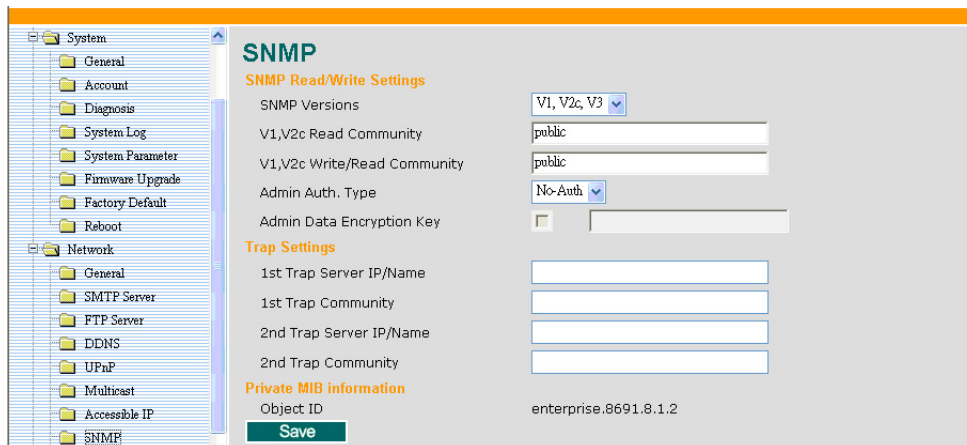 System
General
Account
Diagnosis
System Log
System Parameter
Firmware Upgrade
Factory Default
Reboot
Network
General
SMTP Server
FTP Server
DDNS
UPnP
Multicast
Accessible IP
SNMP
SNMP
SNMP Read/Write Settings
SNMP Versions V1, V2c, V3
V1,V2c Read Community public
V1,V2c Write/Read Community public
Admin Auth. Type No-Auth
Admin Data Encryption Key
Trap Settings
1st Trap Server IP/Name
1st Trap Community
2nd Trap Server IP/Name
2nd Trap Community
Private MIB information
Object ID enterprise.8691.8.1.2
Save